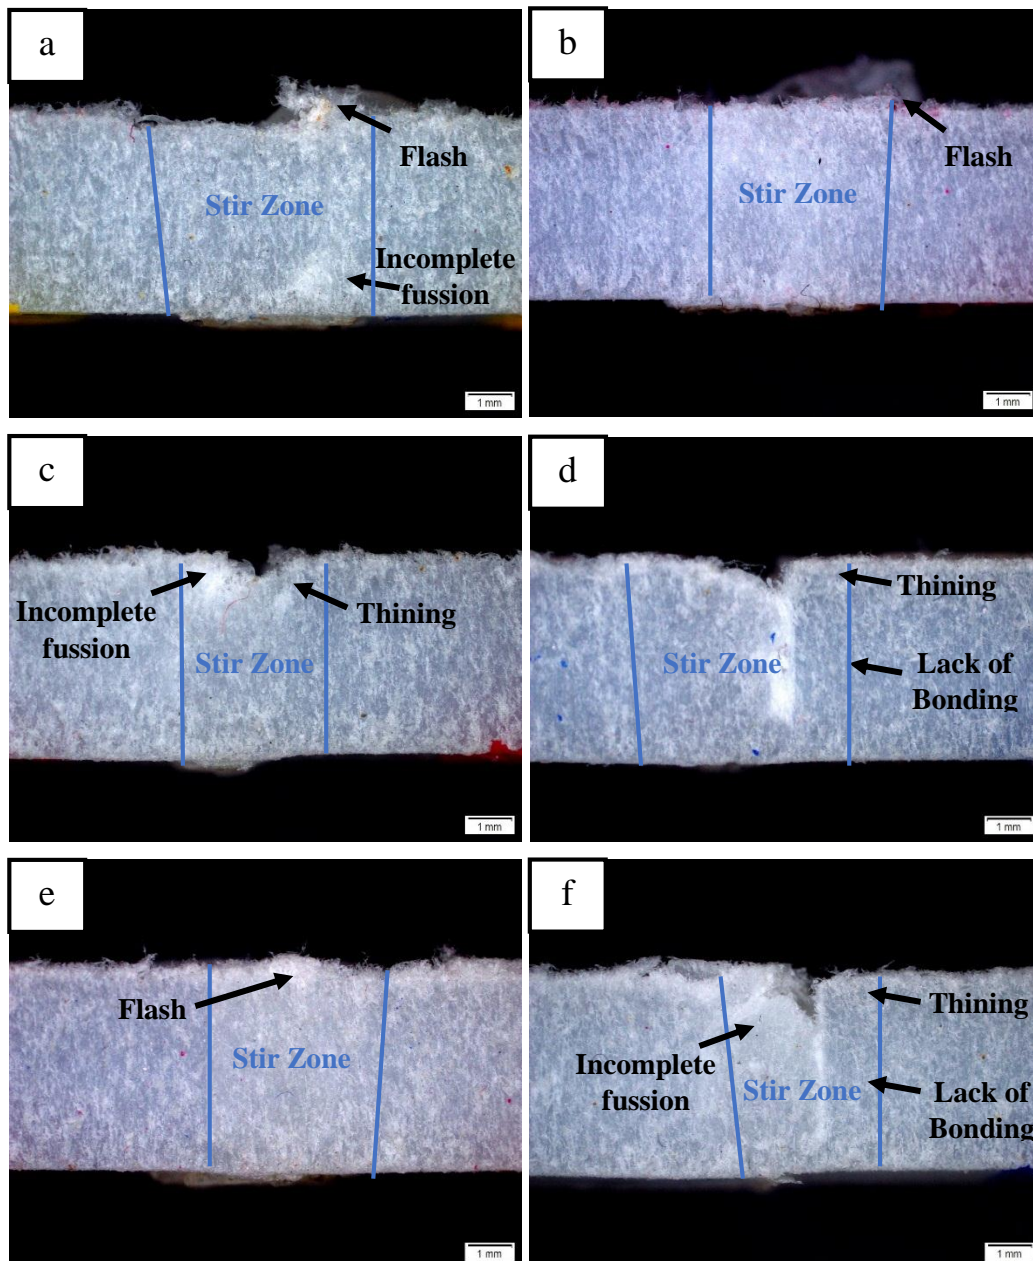 a
Flash
Stir Zone
Incomplete
fussion
1 mm
b
Flash
Stir Zone
1 mm
c
Incomplete
fussion
Thining
Stir Zone
1 mm
d
Thining
Stir Zone
Lack of
Bonding
1 mm
e
Flash
Stir Zone
1 mm
f
Thining
Incomplete
fussion
Stir Zone
Lack of
Bonding
1 mm